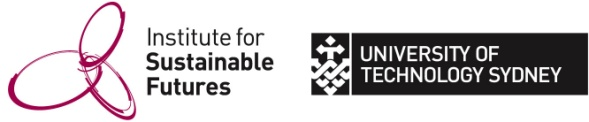 Institute for
Sustainable
Futures
UNIVERSITY OF
TECHNOLOGY SYDNEY